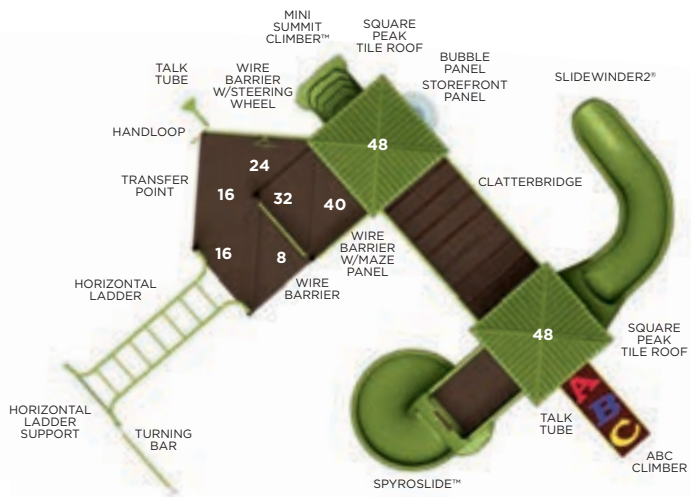 MINI
SUMMIT
CLIMBER™
SQUARE
PEAK
TILE ROOF
BUBBLE
PANEL
STOREFRONT
PANEL
SLIDEWINDER2®
TALK
TUBE
WIRE
BARRIER
W/STEERING
WHEEL
HANDLOOP
TRANSFER
POINT
48
24
16
32
40
16
8
CLATTERBRIDGE
WIRE
BARRIER
W/MAZE
PANEL
WIRE
BARRIER
HORIZONTAL
LADDER
48
SQUARE
PEAK
TILE ROOF
HORIZONTAL
LADDER
SUPPORT
TURNING
BAR
SPYROSLIDE™
TALK
TUBE
A
B
C
ABC
CLIMBER